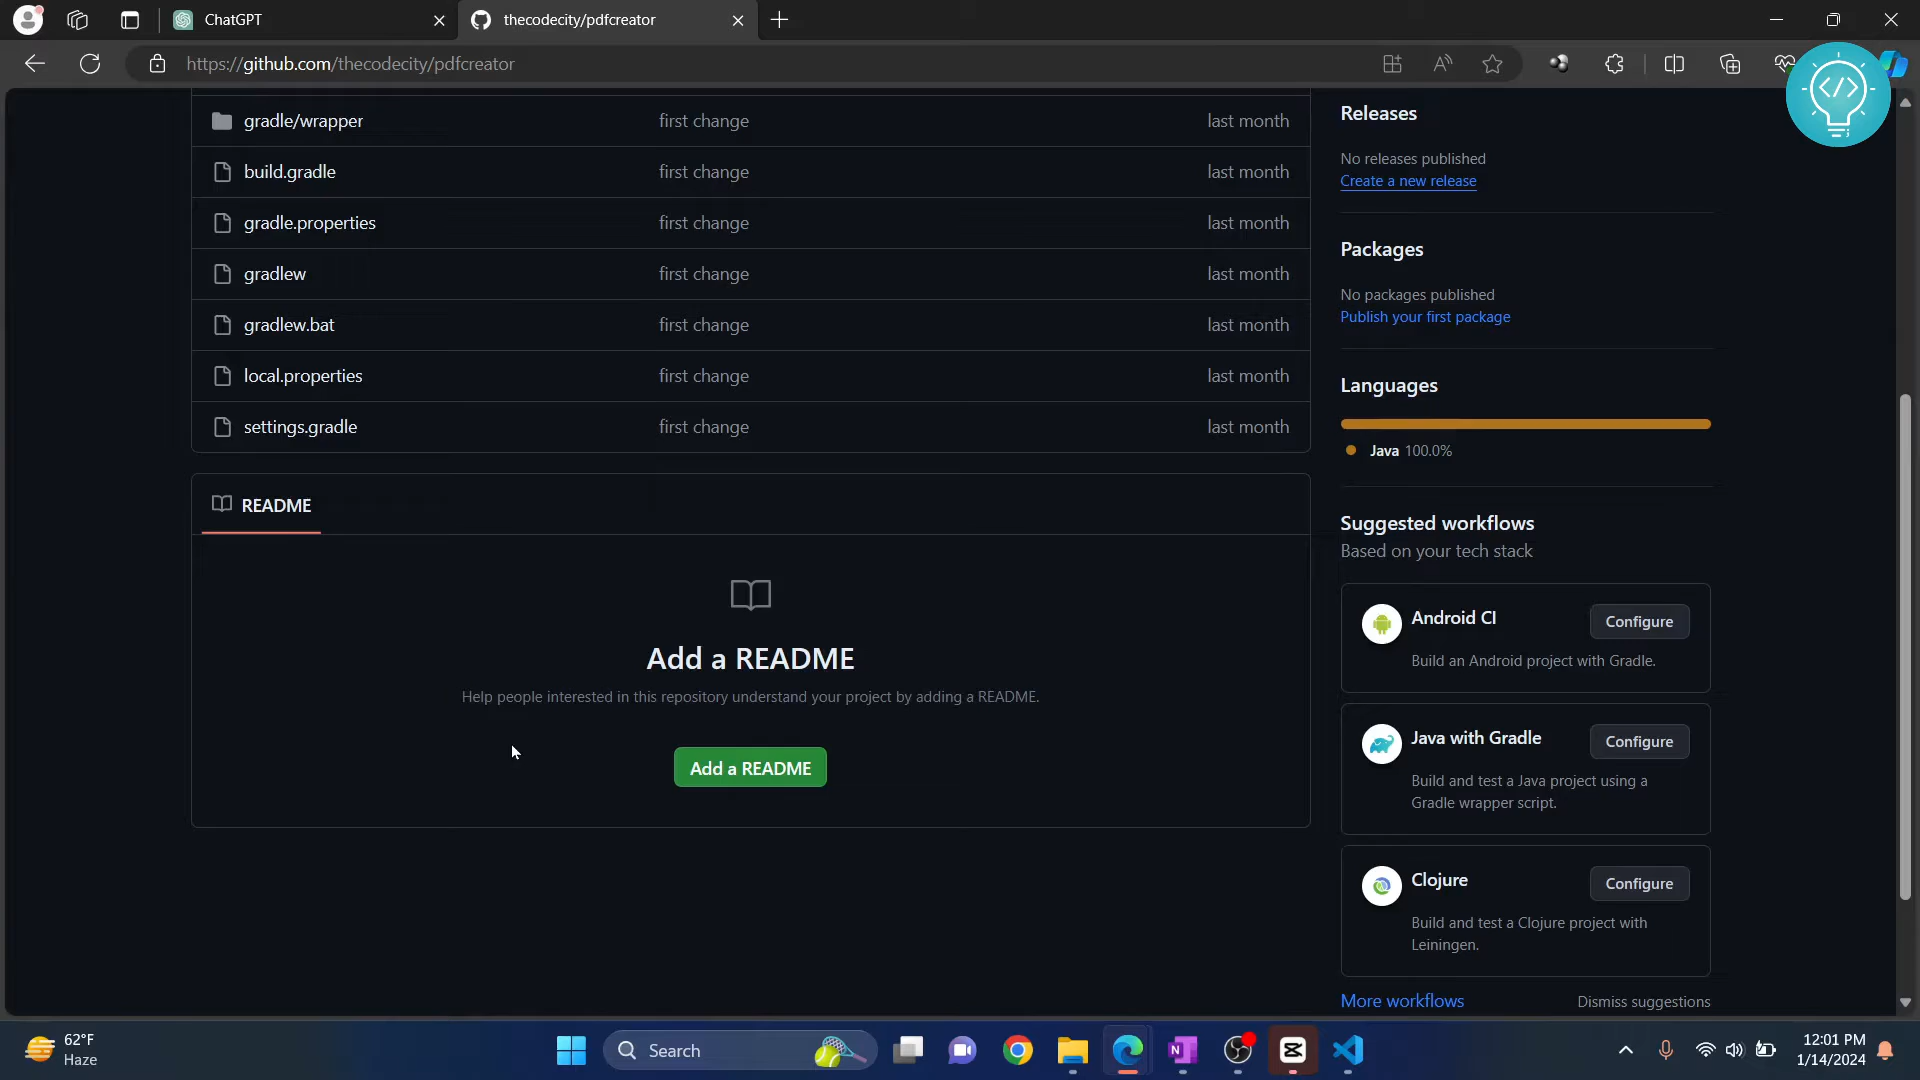 ChatGPT
thecodecity/pdfcreator
https://github.com/thecodecity/pdfcreator
gradle/wrapper first change last month
build.gradle first change last month
gradle.properties first change last month
gradlew first change last month
gradlew.bat first change last month
local.properties first change last month
settings.gradle first change last month
README
Add a README
Help people interested in this repository understand your project by adding a README.
Add a README
Releases
No releases published
Create a new release
Packages
No packages published
Publish your first package
Languages
Java 100.0%
Suggested workflows
Based on your tech stack
Android CI
Configure
Build an Android project with Gradle.
Java with Gradle
Configure
Build and test a Java project using a
Gradle wrapper script.
Clojure
Configure
Build and test a Clojure project with
Leiningen.
More workflows
Dismiss suggestions
</>
62°F
Haze
Search
12:01 PM
1/14/2024